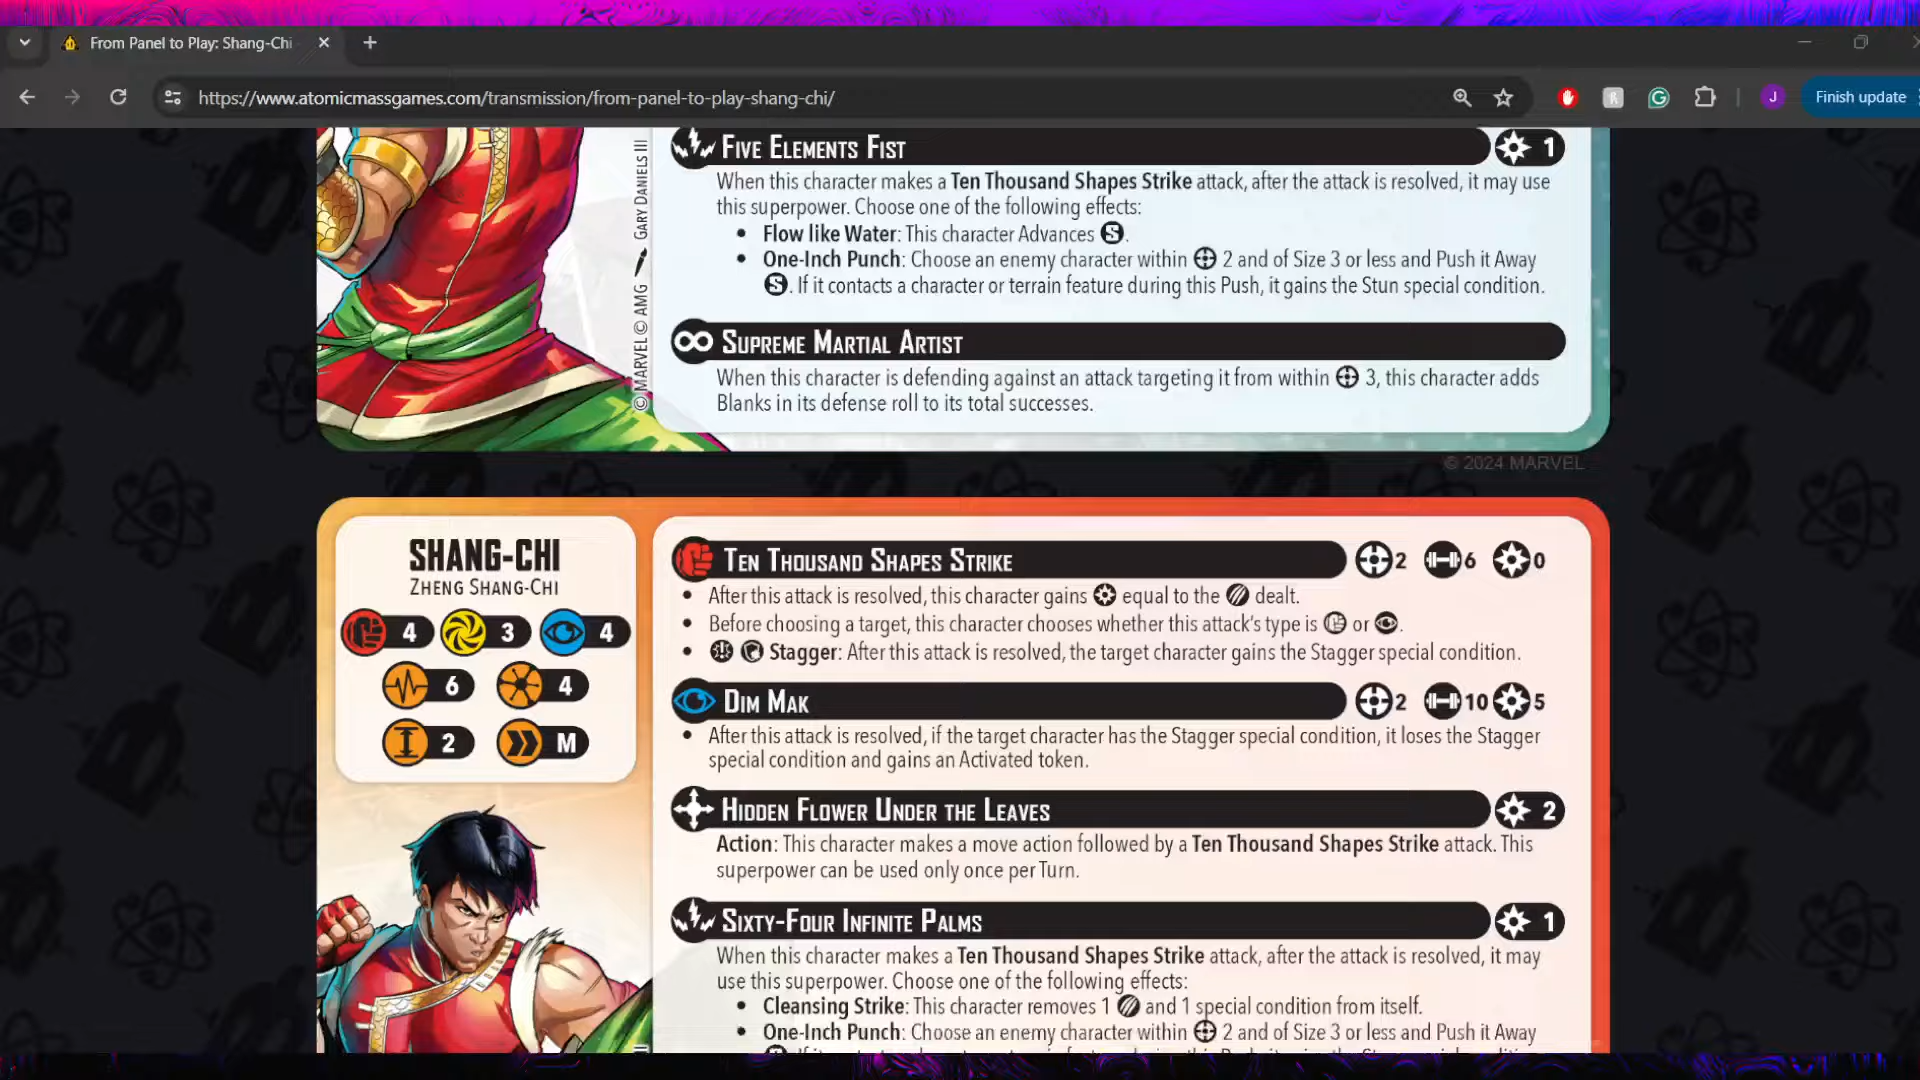 From Panel to Play: Shang-Chi
https://www.atomicmassgames.com/transmission/from-panel-to-play-shang-chi/
J
Finish update
FIVE ELEMENTS FIST 1
When this character makes a Ten Thousand Shapes Strike attack, after the attack is resolved, it may use
this superpower. Choose one of the following effects:
• Flow like Water: This character Advances S.
• One-Inch Punch: Choose an enemy character within 2 and of Size 3 or less and Push it Away
S. If it contacts a character or terrain feature during this Push, it gains the Stun special condition.
SUPREME MARTIAL ARTIST
When this character is defending against an attack targeting it from within 3, this character adds
Blanks in its defense roll to its total successes.
© MARVEL © AMG GARY DANIELS III
© 2024 MARVEL
SHANG-CHI
ZHENG SHANG-CHI
4 3 4
6 4
2 M
TEN THOUSAND SHAPES STRIKE 2 6 0
• After this attack is resolved, this character gains equal to the dealt.
• Before choosing a target, this character chooses whether this attack's type is or .
• Stagger: After this attack is resolved, the target character gains the Stagger special condition.
DIM MAK 2 10 5
• After this attack is resolved, if the target character has the Stagger special condition, it loses the Stagger
special condition and gains an Activated token.
HIDDEN FLOWER UNDER THE LEAVES 2
Action: This character makes a move action followed by a Ten Thousand Shapes Strike attack. This
superpower can be used only once per Turn.
SIXTY-FOUR INFINITE PALMS 1
When this character makes a Ten Thousand Shapes Strike attack, after the attack is resolved, it may
use this superpower. Choose one of the following effects:
• Cleansing Strike: This character removes 1 and 1 special condition from itself.
• One-Inch Punch: Choose an enemy character within 2 and of Size 3 or less and Push it Away